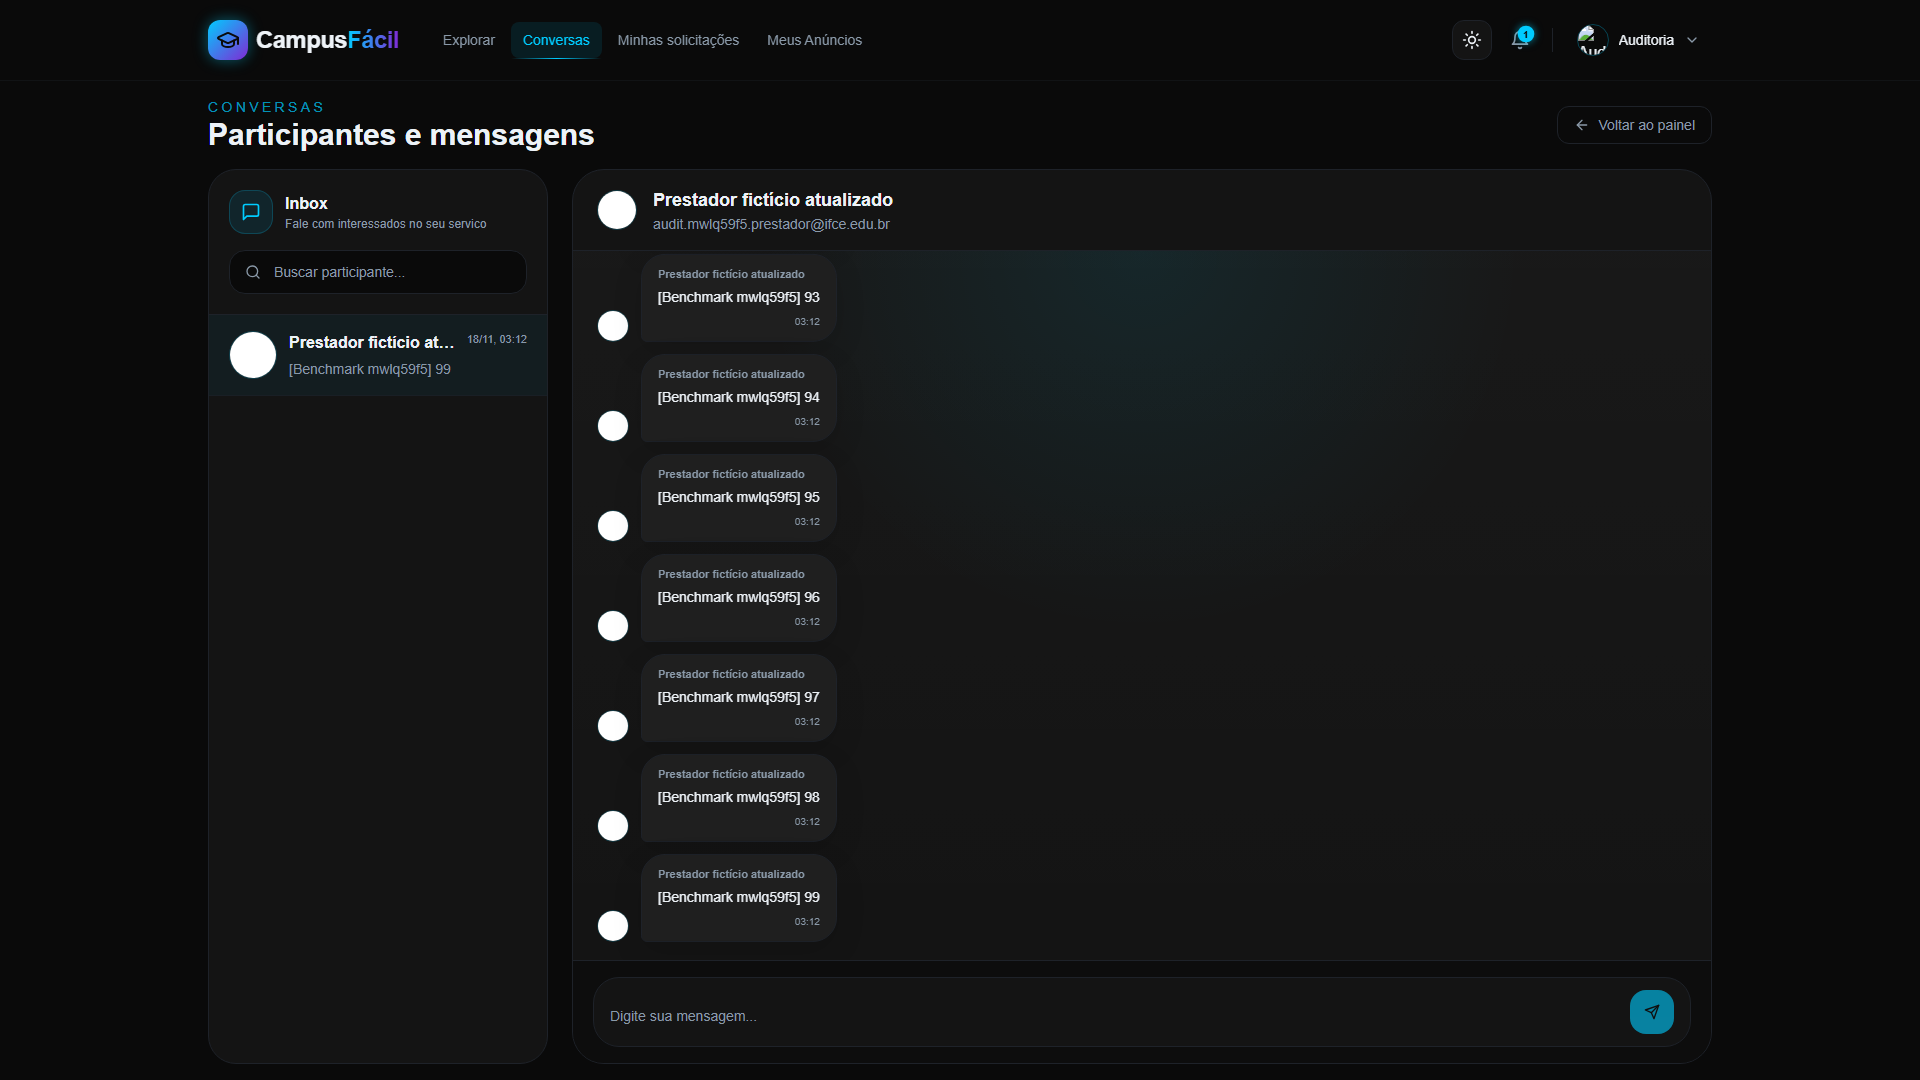 CampusFácil
Explorar
Conversas
Minhas solicitações
Meus Anúncios
1
Auditoria
CONVERSAS
Participantes e mensagens
Voltar ao painel
Inbox
Fale com interessados no seu servico
Buscar participante...
Prestador fictício at...
18/11, 03:12
[Benchmark mwlq59f5] 99
Prestador fictício atualizado
audit.mwlq59f5.prestador@ifce.edu.br
Prestador fictício atualizado
[Benchmark mwlq59f5] 93
03:12
Prestador fictício atualizado
[Benchmark mwlq59f5] 94
03:12
Prestador fictício atualizado
[Benchmark mwlq59f5] 95
03:12
Prestador fictício atualizado
[Benchmark mwlq59f5] 96
03:12
Prestador fictício atualizado
[Benchmark mwlq59f5] 97
03:12
Prestador fictício atualizado
[Benchmark mwlq59f5] 98
03:12
Prestador fictício atualizado
[Benchmark mwlq59f5] 99
03:12
Digite sua mensagem...